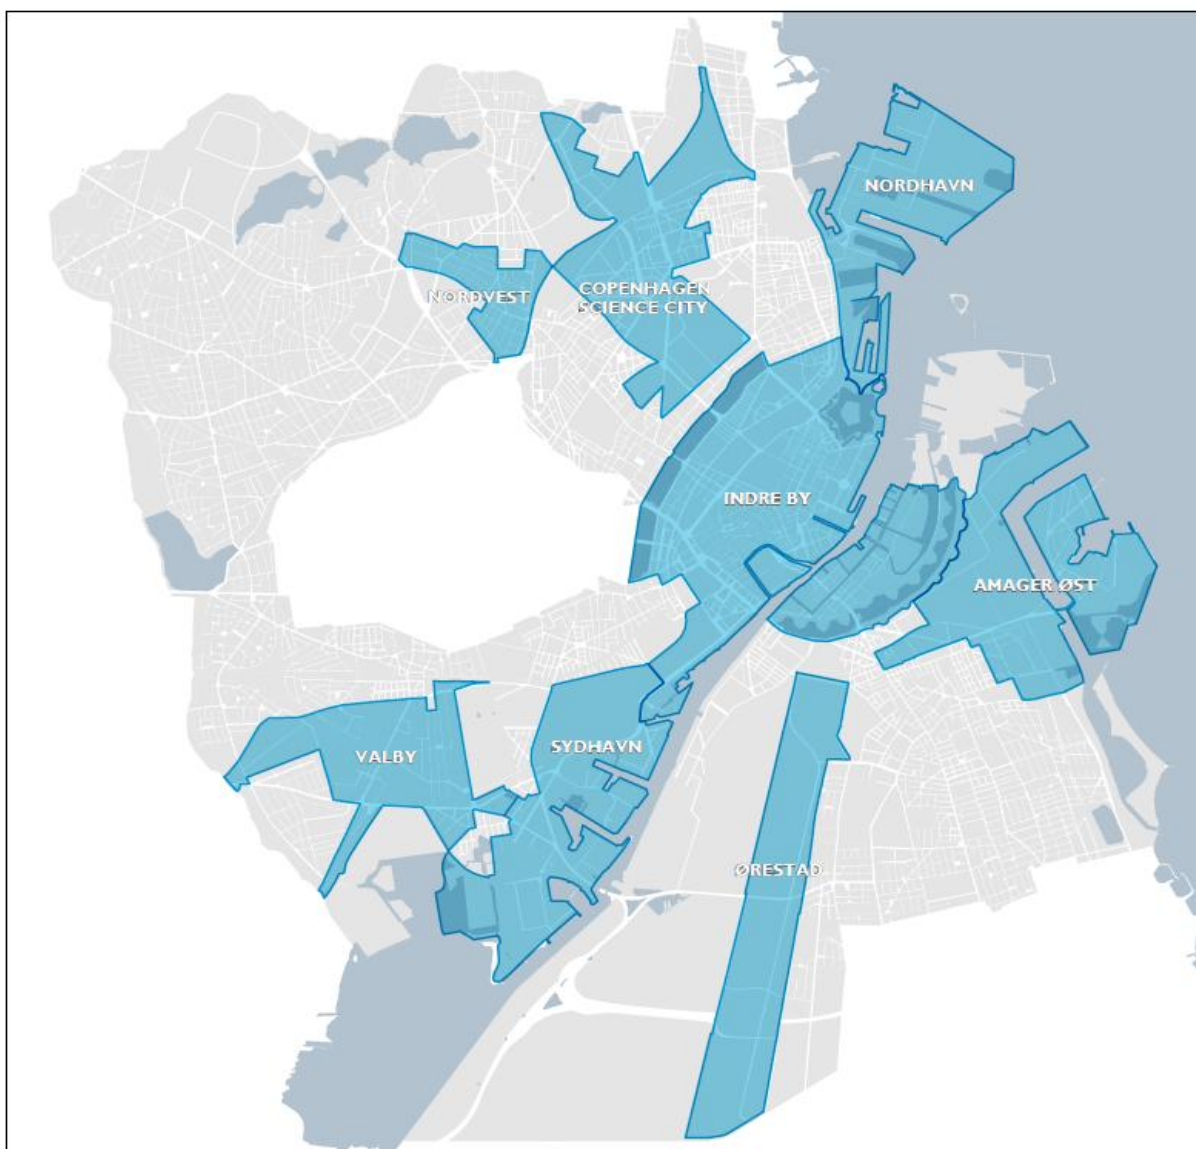 NORDHAVN
NORDVEST
COPENHAGEN
SCIENCE CITY
INDRE BY
AMAGER ØST
VALBY
SYDHAVN
ØRESTAD